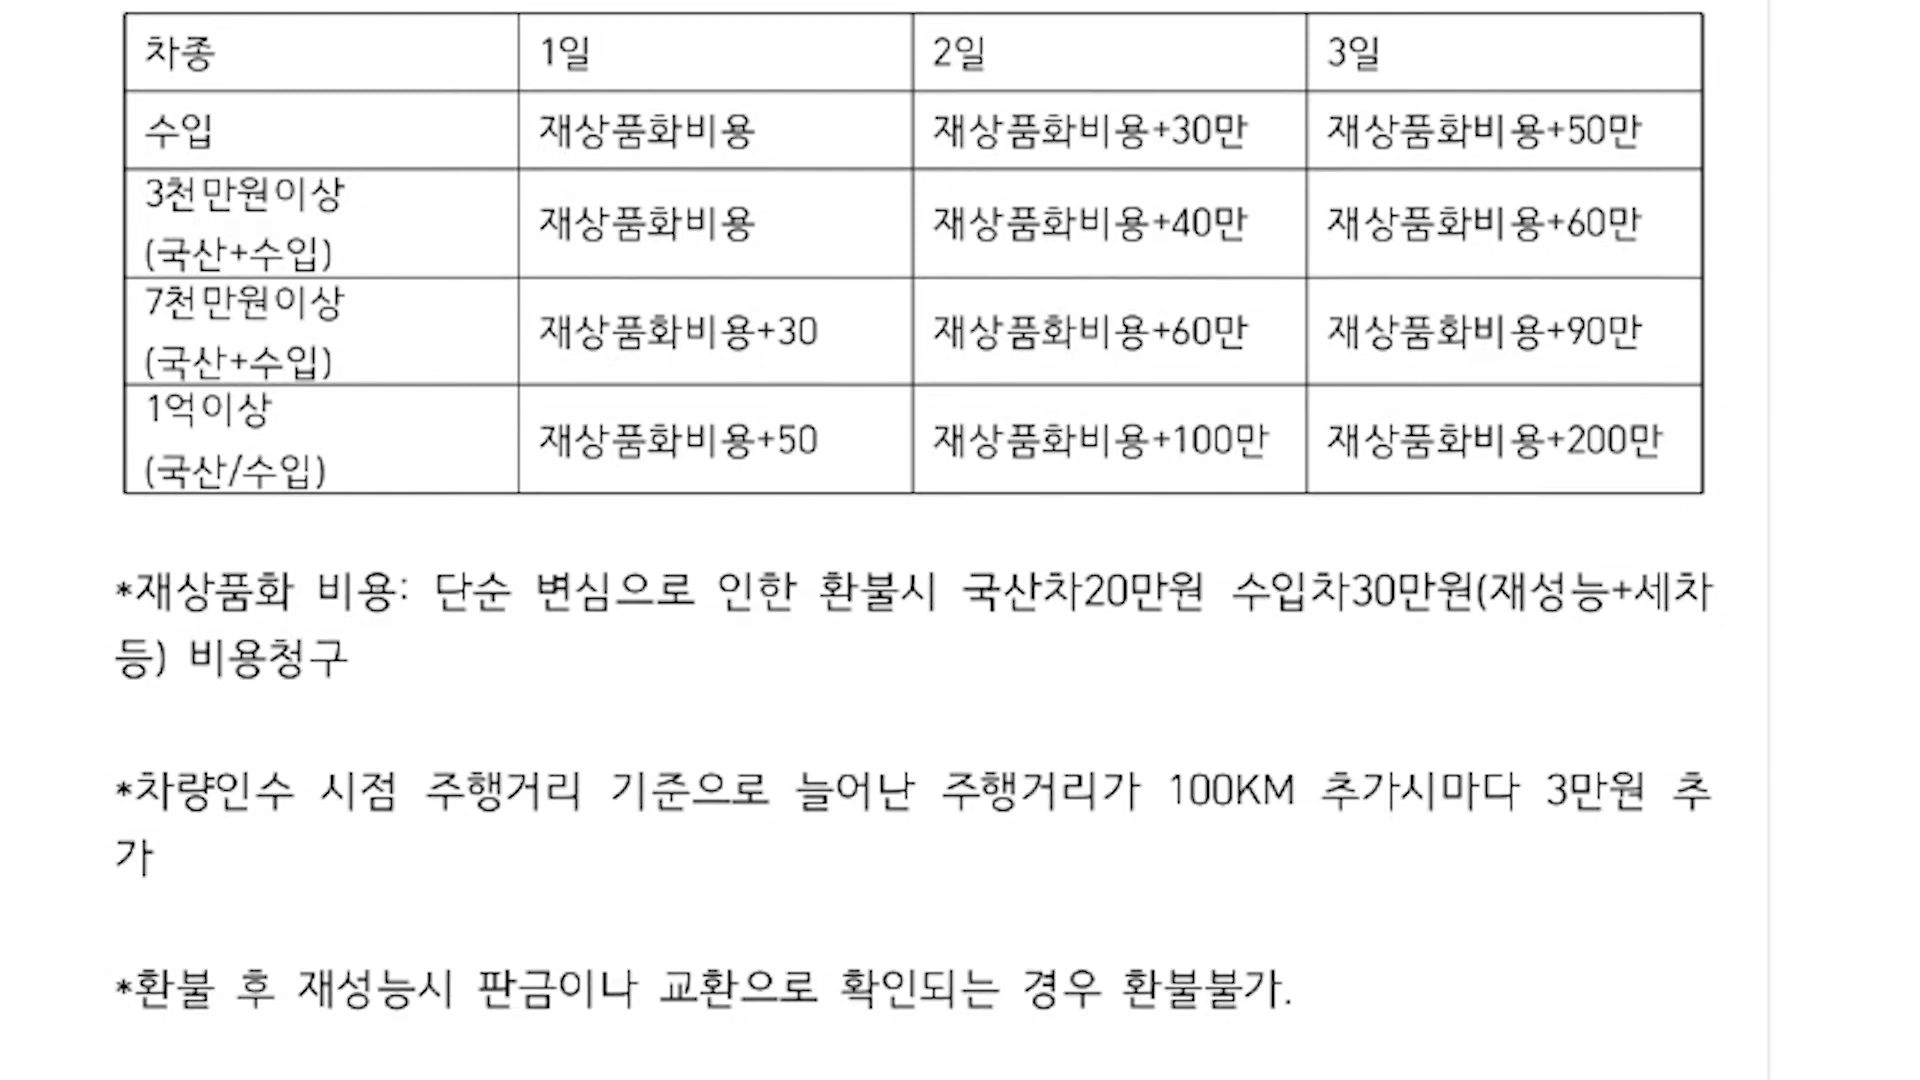 차종 1일 2일 3일
수입 재상품화비용 재상품화비용+30만 재상품화비용+50만
3천만원이상
(국산+수입) 재상품화비용 재상품화비용+40만 재상품화비용+60만
7천만원이상
(국산+수입) 재상품화비용+30 재상품화비용+60만 재상품화비용+90만
1억이상
(국산/수입) 재상품화비용+50 재상품화비용+100만 재상품화비용+200만
*재상품화 비용: 단순 변심으로 인한 환불시 국산차20만원 수입차30만원(재성능+세차
등) 비용청구
*차량인수 시점 주행거리 기준으로 늘어난 주행거리가 100KM 추가시마다 3만원 추
가
*환불 후 재성능시 판금이나 교환으로 확인되는 경우 환불불가.